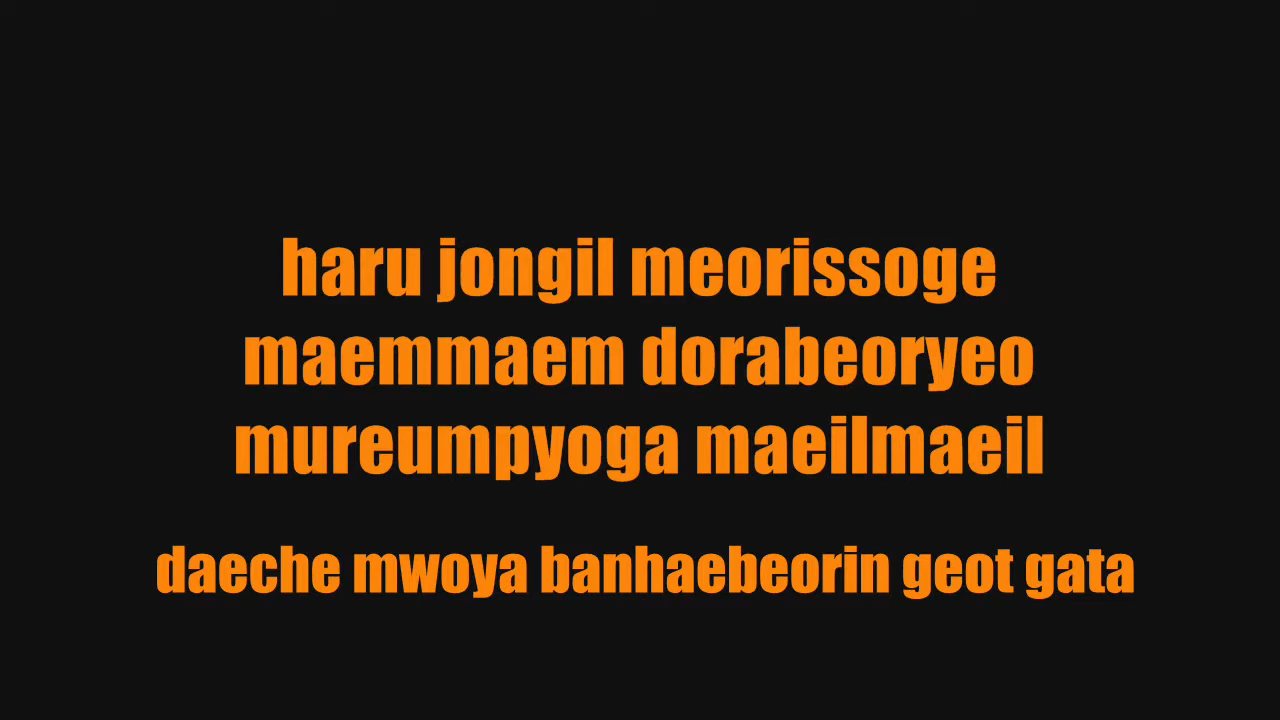 haru jongil meorissoge
maemmaem dorabeoryeo
mureumpyoga maeilmaeil
daeche mwoya banhaebeorin geot gata